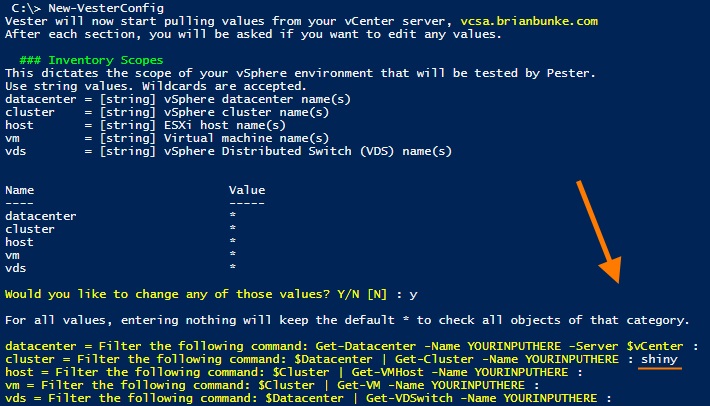 C:\> New-VesterConfig
Vester will now start pulling values from your vCenter server, vcsa.brianbunke.com
After each section, you will be asked if you want to edit any values.
### Inventory Scopes
This dictates the scope of your vSphere environment that will be tested by Pester.
Use string values. Wildcards are accepted.
datacenter = [string] vSphere datacenter name(s)
cluster    = [string] vSphere cluster name(s)
host       = [string] ESXi host name(s)
vm         = [string] Virtual machine name(s)
vds        = [string] vSphere Distributed Switch (VDS) name(s)
Name                           Value
----                           -----
datacenter                     *
cluster                        *
host                           *
vm                             *
vds                            *
Would you like to change any of those values? Y/N [N] : y
For all values, entering nothing will keep the default * to check all objects of that category.
datacenter = Filter the following command: Get-Datacenter -Name YOURINPUTHERE -Server $vCenter :
cluster = Filter the following command: $Datacenter | Get-Cluster -Name YOURINPUTHERE : shiny
host = Filter the following command: $Cluster | Get-VMHost -Name YOURINPUTHERE :
vm = Filter the following command: $Cluster | Get-VM -Name YOURINPUTHERE :
vds = Filter the following command: $Datacenter | Get-VDSwitch -Name YOURINPUTHERE :